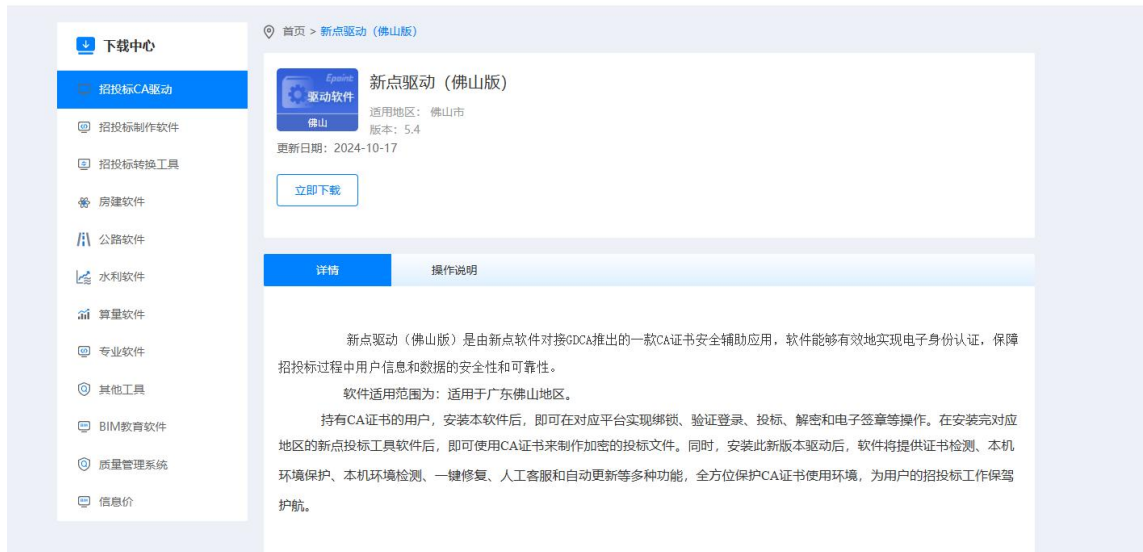 下载中心
招投标CA驱动
招投标制作软件
招投标转换工具
房建软件
公路软件
水利软件
算量软件
专业软件
其他工具
BIM教育软件
质量管理系统
信息价
首页 > 新点驱动（佛山版）
Epoint
驱动软件
佛山
新点驱动（佛山版）
适用地区： 佛山市
版本：5.4
更新日期：2024-10-17
立即下载
详情 操作说明
新点驱动（佛山版）是由新点软件对接GDCA推出的一款CA证书安全辅助应用，软件能够有效地实现电子身份认证，保障
招投标过程中用户信息和数据的安全性和可靠性。
软件适用范围为：适用于广东佛山地区。
持有CA证书的用户，安装本软件后，即可在对应平台实现绑锁、验证登录、投标、解密和电子签章等操作。在安装完对应
地区的新点投标工具软件后，即可使用CA证书来制作加密的投标文件。同时，安装此新版本驱动后，软件将提供证书检测、本机
环境保护、本机环境检测、一键修复、人工客服和自动更新等多种功能，全方位保护CA证书使用环境，为用户的招投标工作保驾
护航。